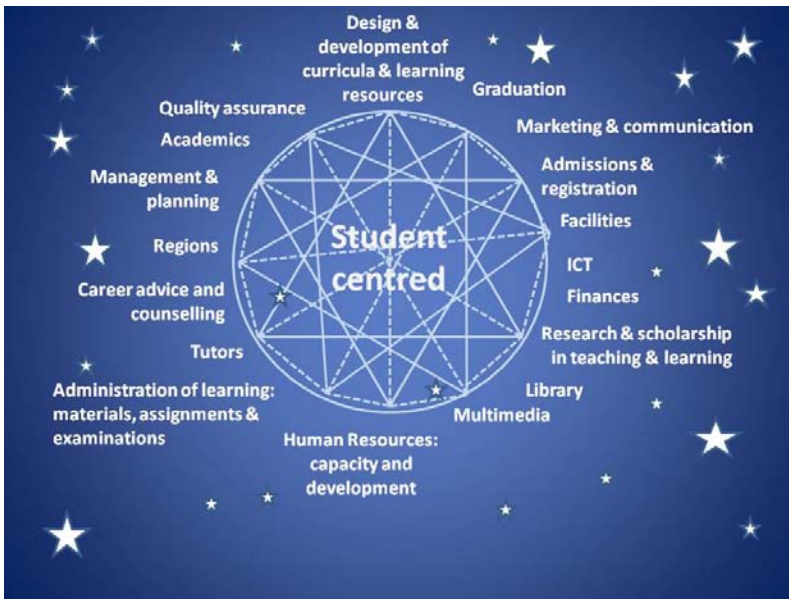 Design &
development of
curricula & learning
resources
Graduation
Marketing & communication
Admissions &
registration
Facilities
ICT
Finances
Research & scholarship
in teaching & learning
Library
Multimedia
Human Resources:
capacity and
development
Administration of learning:
materials, assignments &
examinations
Tutors
Career advice and
counselling
Regions
Management &
planning
Academics
Quality assurance
Student
centred